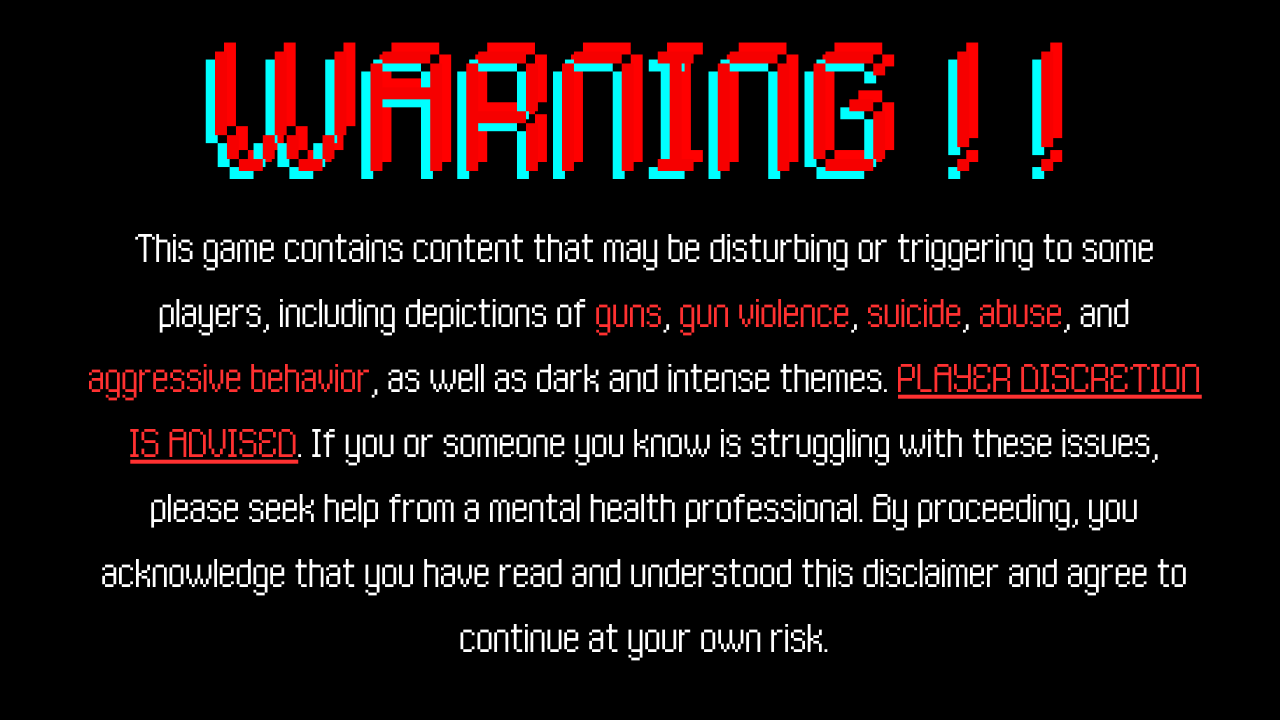 WARNING !!
This game contains content that may be disturbing or triggering to some
players, including depictions of guns, gun violence, suicide, abuse, and
aggressive behavior, as well as dark and intense themes. PLAYER DISCRETION
IS ADVISED. If you or someone you know is struggling with these issues,
please seek help from a mental health professional. By proceeding, you
acknowledge that you have read and understood this disclaimer and agree to
continue at your own risk.